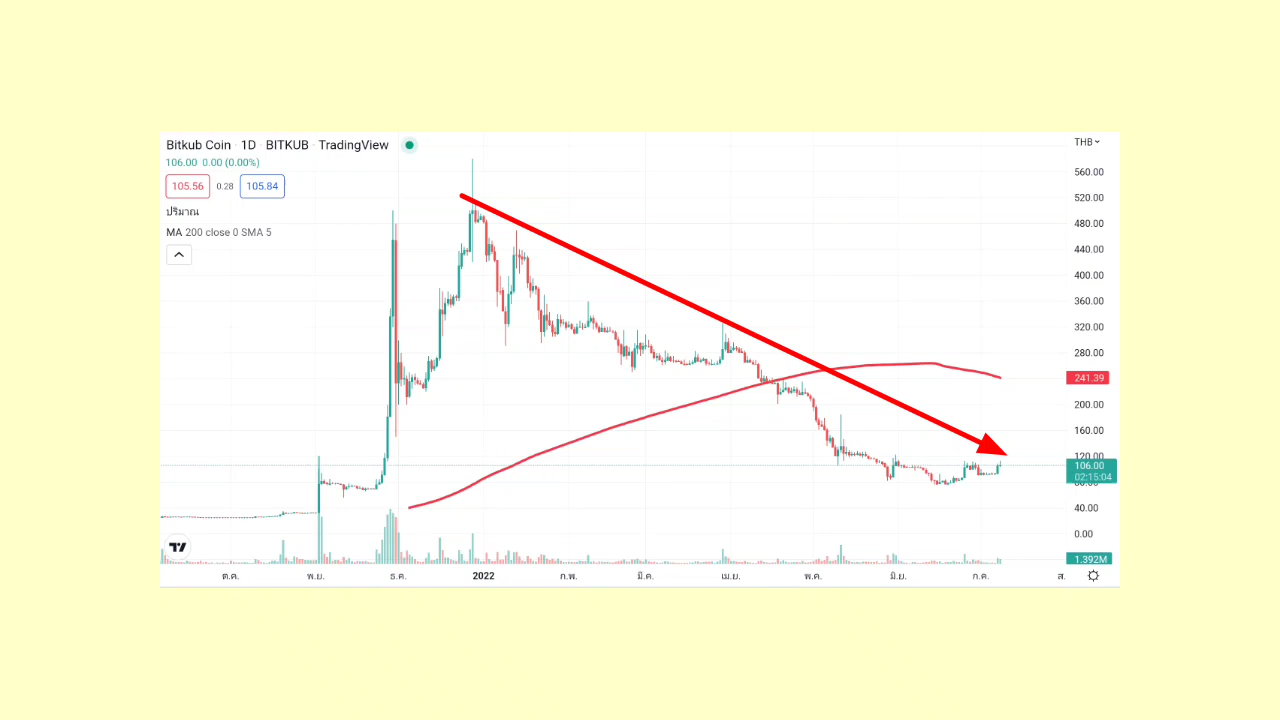 Bitkub Coin · 1D · BITKUB · TradingView
106.00 0.00 (0.00%)
105.56 0.28 105.84
ปริมาณ
MA 200 close 0 SMA 5
THB
560.00
520.00
480.00
440.00
400.00
360.00
320.00
280.00
241.39
200.00
160.00
120.00
106.00
02:15:04
80.00
40.00
0.00
1.392M
ต.ค. พ.ย. ธ.ค. 2022 ก.พ. มี.ค. เม.ย. พ.ค. มิ.ย. ก.ค. ส.